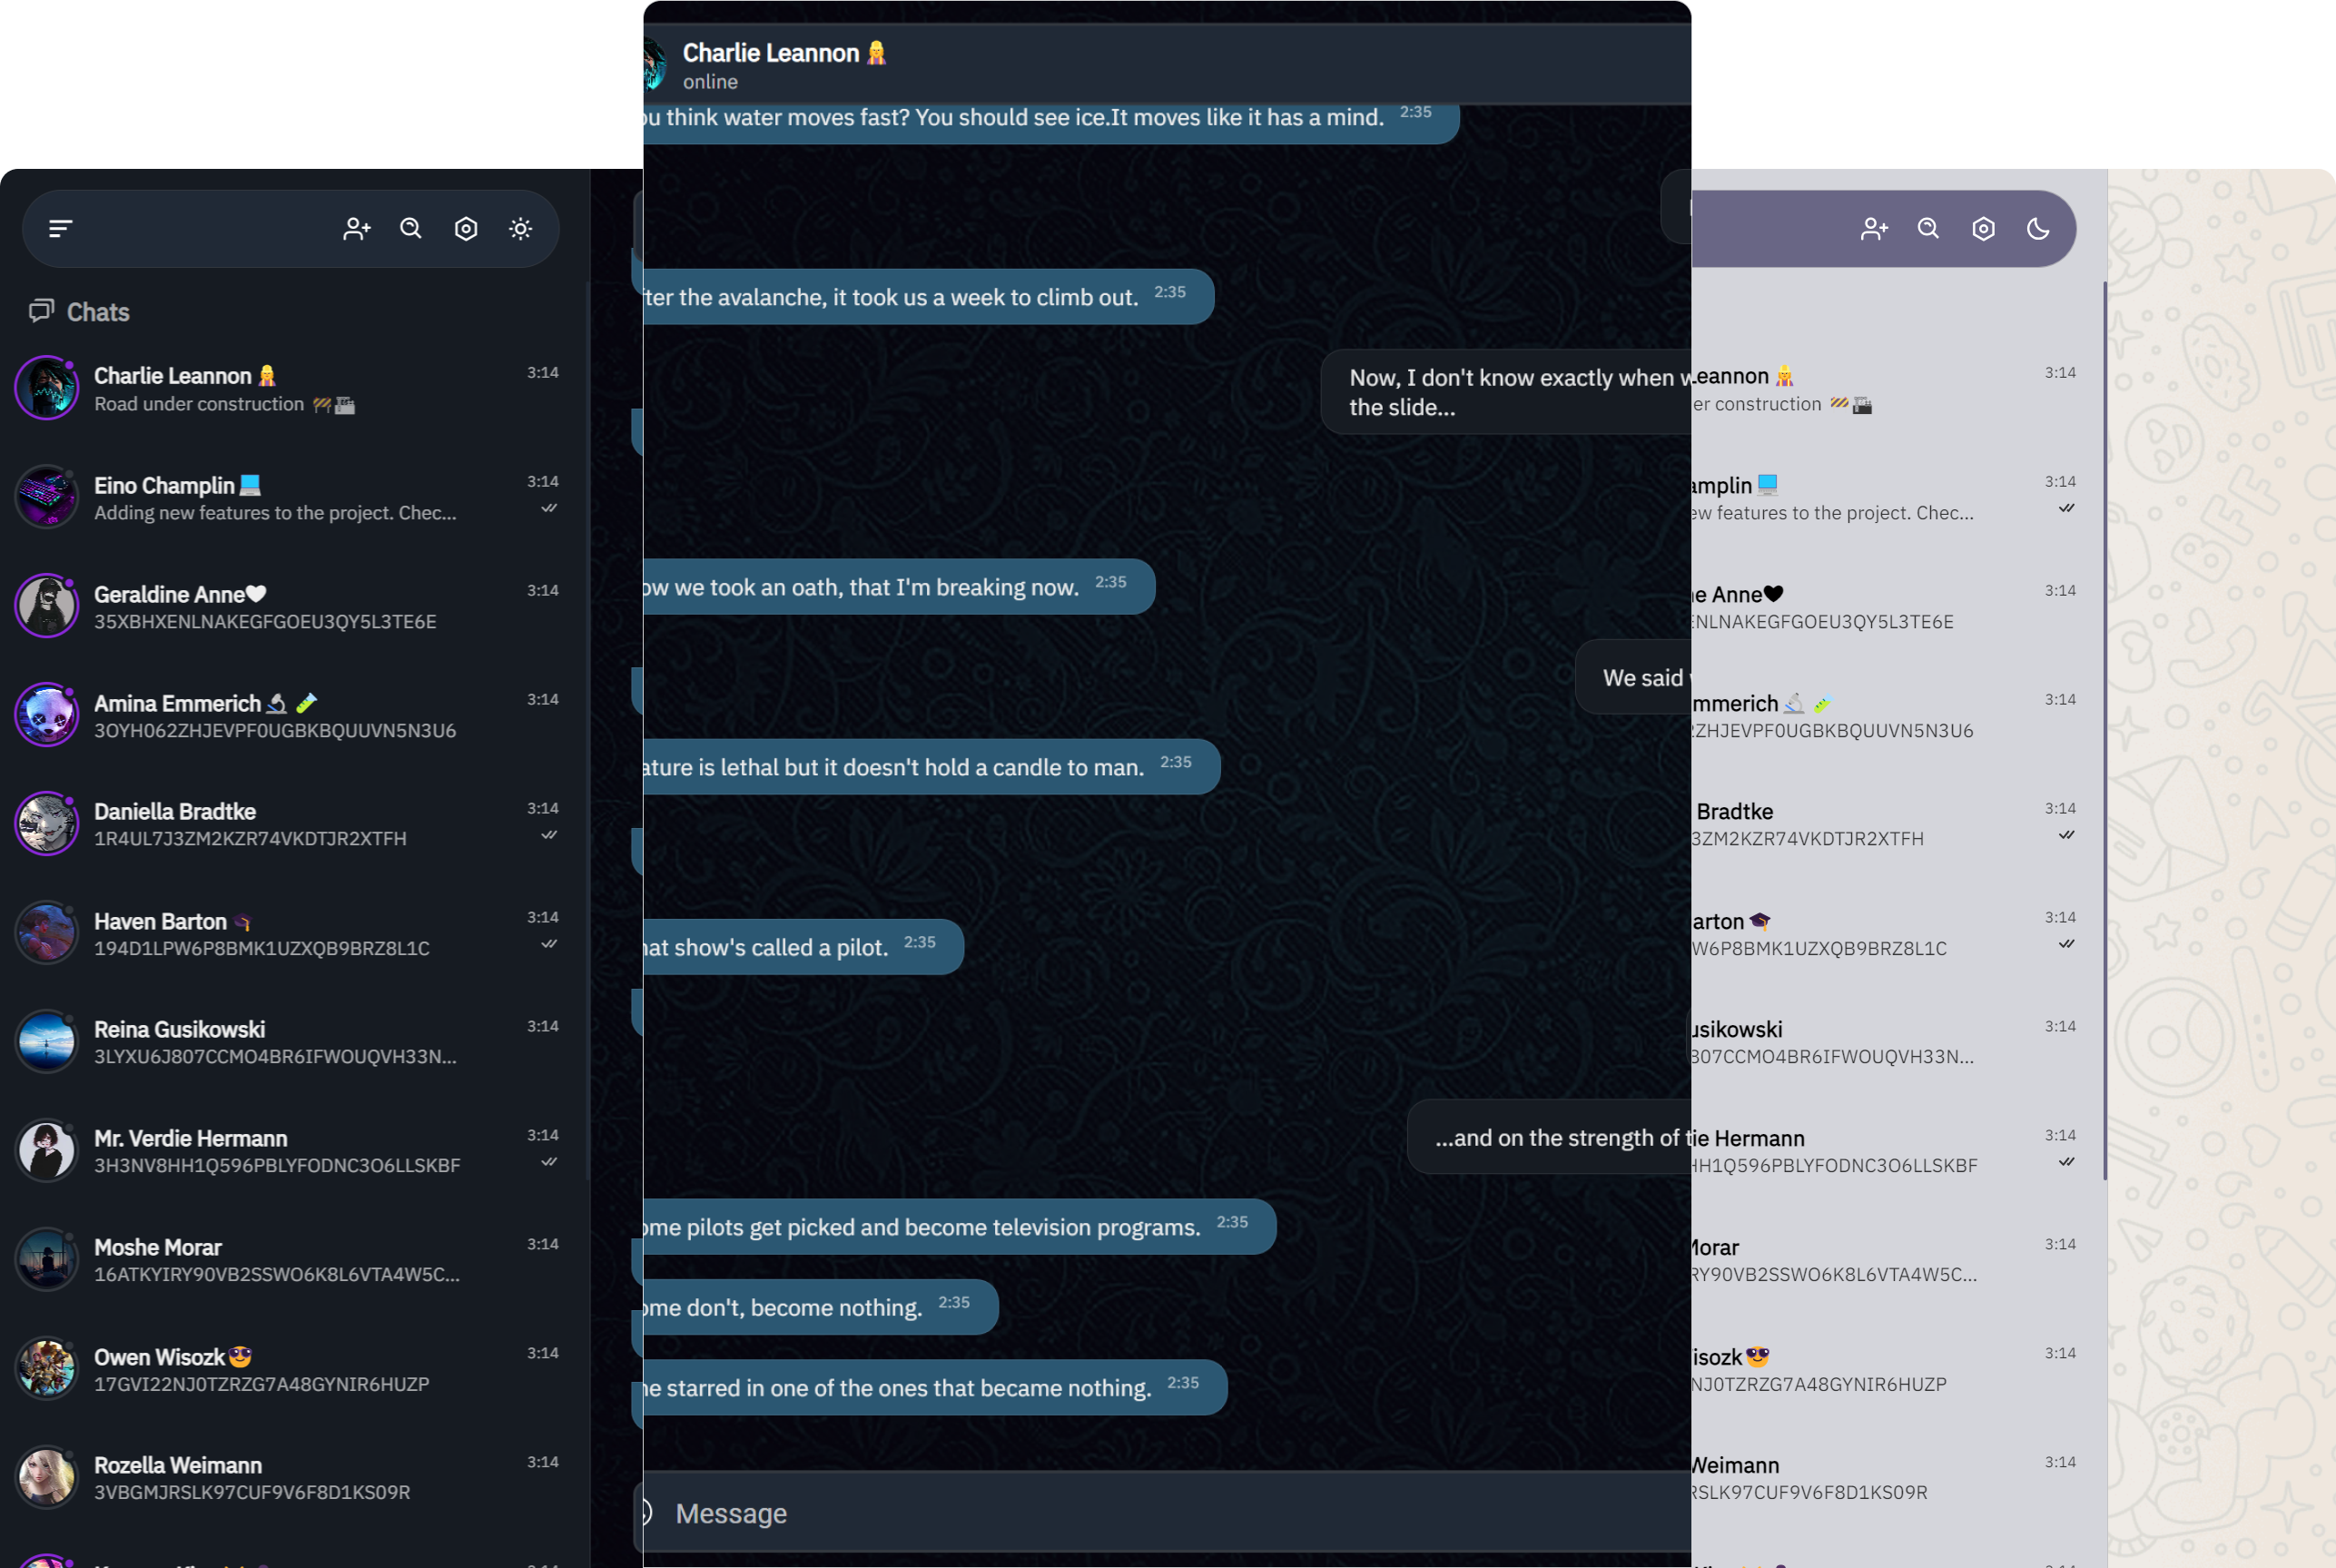 Chats
Charlie Leannon
3:14
Road under construction
Eino Champlin
3:14
Adding new features to the project. Chec...
Geraldine Anne
3:14
35XBHXENLNAKEGFGOEU3QY5L3TE6E
Amina Emmerich
3:14
3OYH062ZHJEVPF0UGBKBQUUVN5N3U6
Daniella Bradtke
3:14
1R4UL7J3ZM2KZR74VKDTJR2XTFH
Haven Barton
3:14
194D1LPW6P8BMK1UZXQB9BRZ8L1C
Reina Gusikowski
3:14
3LYXU6J807CCMO4BR6IFWOUQVH33N...
Mr. Verdie Hermann
3:14
3H3NV8HH1Q596PBLYFODNC3O6LLSKBF
Moshe Morar
3:14
16ATKYIRY90VB2SSWO6K8L6VTA4W5C...
Owen Wisozk
3:14
17GVI22NJ0TZRZG7A48GYNIR6HUZP
Rozella Weimann
3:14
3VBGMJRSLK97CUF9V6F8D1KS09R
Charlie Leannon
online
think water moves fast? You should see ice.It moves like it has a mind. 2:35
the avalanche, it took us a week to climb out. 2:35
Now, I don't know exactly when
the slide...
we took an oath, that I'm breaking now. 2:35
We said
is lethal but it doesn't hold a candle to man. 2:35
show's called a pilot. 2:35
...and on the strength of
pilots get picked and become television programs. 2:35
don't, become nothing. 2:35
starred in one of the ones that became nothing. 2:35
Message
eannon
3:14
er construction
amplin
3:14
ew features to the project. Chec...
e Anne
3:14
NLNAKEGFGOEU3QY5L3TE6E
mmerich
3:14
ZHJEVPF0UGBKBQUUVN5N3U6
Bradtke
3:14
3ZM2KZR74VKDTJR2XTFH
arton
3:14
W6P8BMK1UZXQB9BRZ8L1C
usikowski
3:14
807CCMO4BR6IFWOUQVH33N...
ie Hermann
3:14
HH1Q596PBLYFODNC3O6LLSKBF
Morar
3:14
RY90VB2SSWO6K8L6VTA4W5C...
isozk
3:14
NJ0TZRZG7A48GYNIR6HUZP
Weimann
3:14
RSLK97CUF9V6F8D1KS09R
BFF